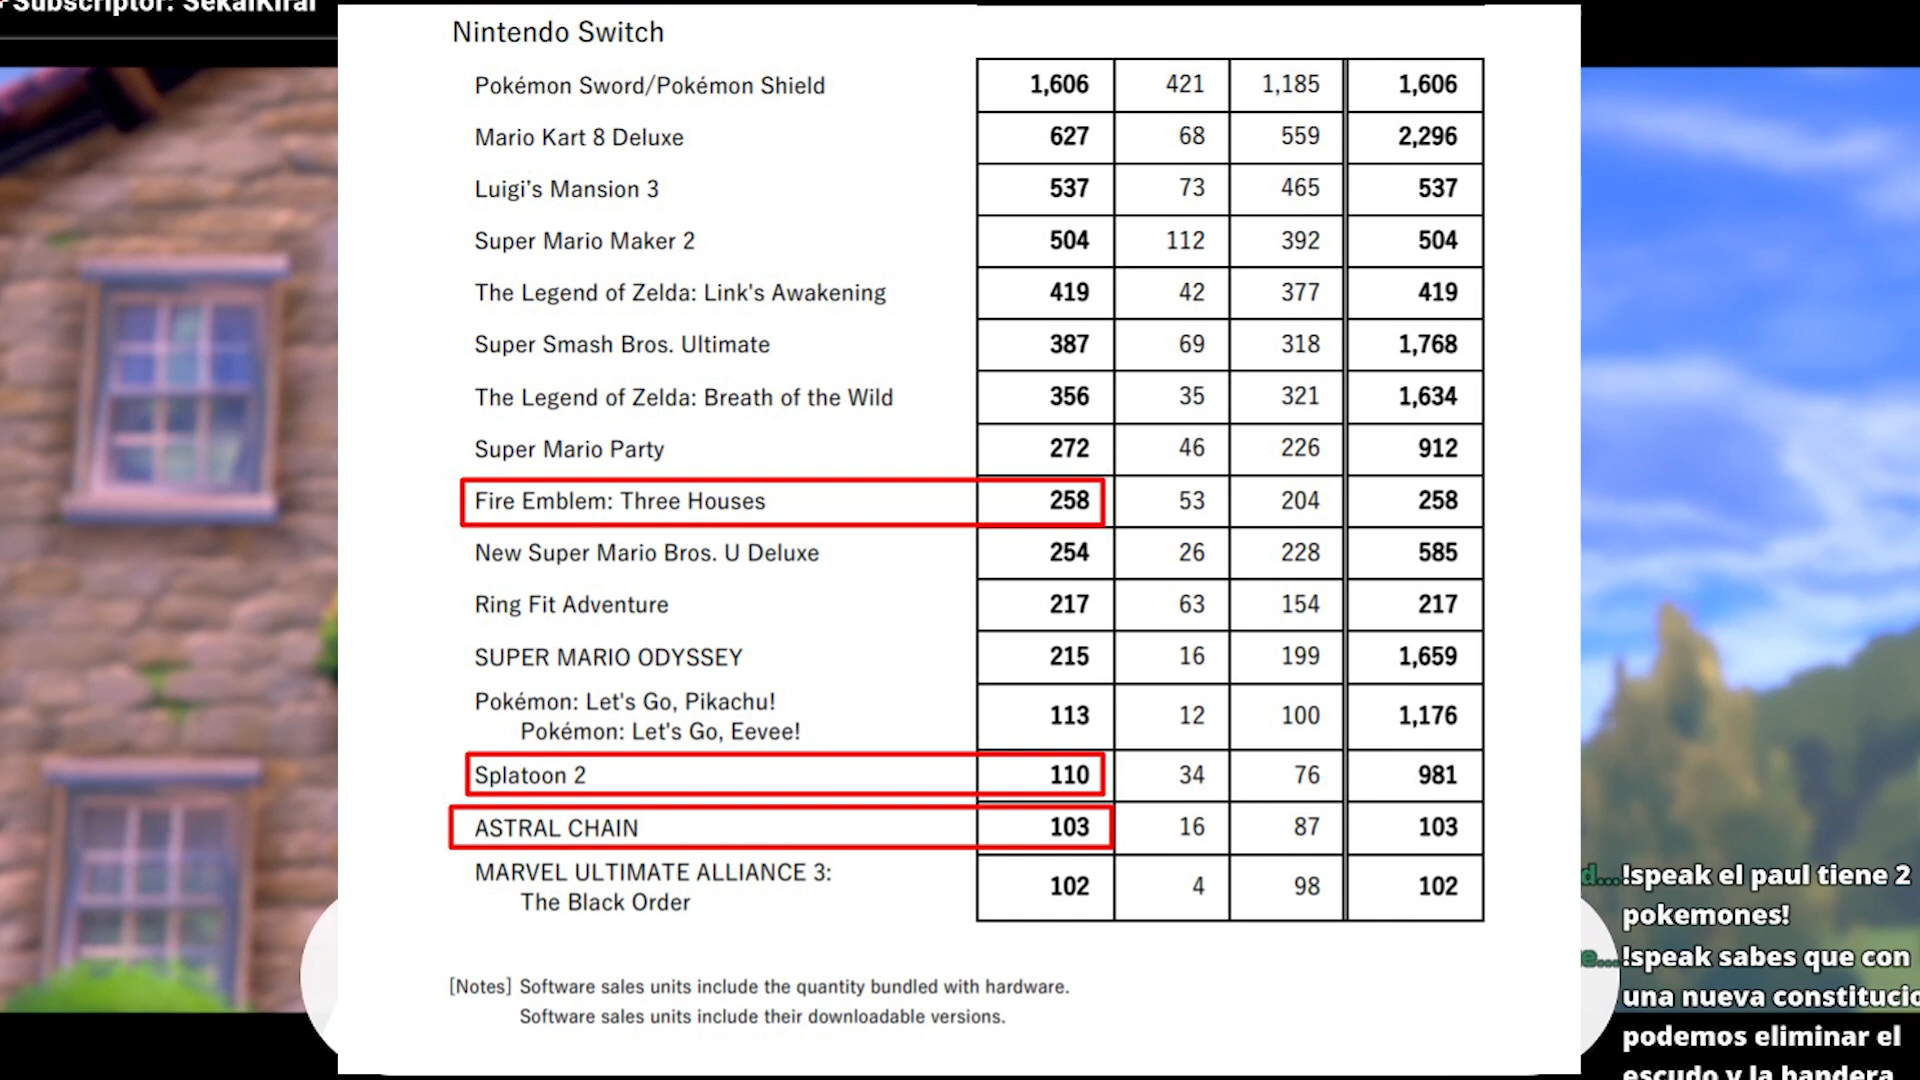 Subscriptor: SekaiKirai
Nintendo Switch
Pokémon Sword/Pokémon Shield 1,606 421 1,185 1,606
Mario Kart 8 Deluxe 627 68 559 2,296
Luigi's Mansion 3 537 73 465 537
Super Mario Maker 2 504 112 392 504
The Legend of Zelda: Link's Awakening 419 42 377 419
Super Smash Bros. Ultimate 387 69 318 1,768
The Legend of Zelda: Breath of the Wild 356 35 321 1,634
Super Mario Party 272 46 226 912
Fire Emblem: Three Houses 258 53 204 258
New Super Mario Bros. U Deluxe 254 26 228 585
Ring Fit Adventure 217 63 154 217
SUPER MARIO ODYSSEY 215 16 199 1,659
Pokémon: Let's Go, Pikachu!
Pokémon: Let's Go, Eevee! 113 12 100 1,176
Splatoon 2 110 34 76 981
ASTRAL CHAIN 103 16 87 103
MARVEL ULTIMATE ALLIANCE 3:
The Black Order 102 4 98 102
[Notes] Software sales units include the quantity bundled with hardware.
Software sales units include their downloadable versions.
d...!speak el paul tiene 2
pokemones!
e...!speak sabes que con
una nueva constitucio
podemos eliminar el
escudo y la bandera